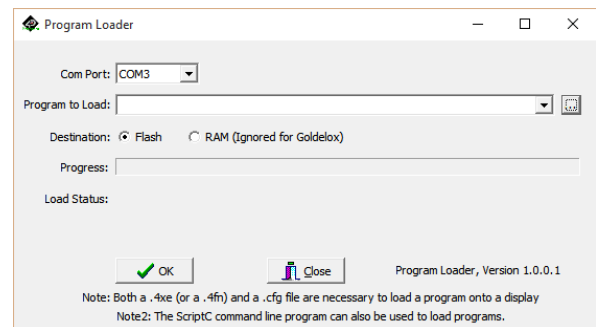 Program Loader
Com Port: COM3
Program to Load:
Destination: Flash RAM (Ignored for Goldelox)
Progress:
Load Status:
OK Close Program Loader, Version 1.0.0.1
Note: Both a .4xe (or a .4fn) and a .cfg file are necessary to load a program onto a display
Note2: The ScriptC command line program can also be used to load programs.